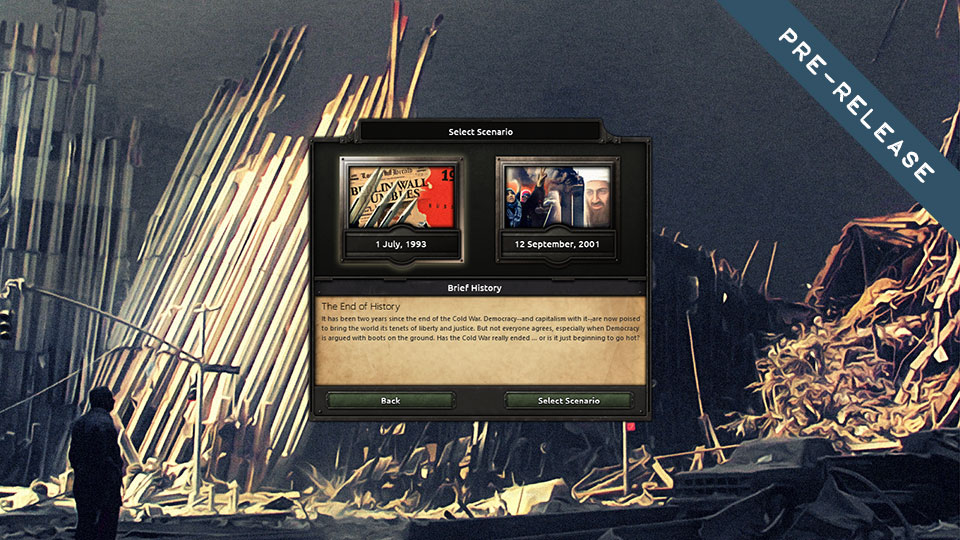 PRE-RELEASE
Select Scenario
BERLIN WALL
1 July, 1993
12 September, 2001
Brief History
The End of History
It has been two years since the end of the Cold War. Democracy--and capitalism with it--are now poised
to bring the world its tenets of liberty and justice. But not everyone agrees, especially when Democracy
is argued with boots on the ground. Has the Cold War really ended ... or is it just beginning to go hot?
Back
Select Scenario